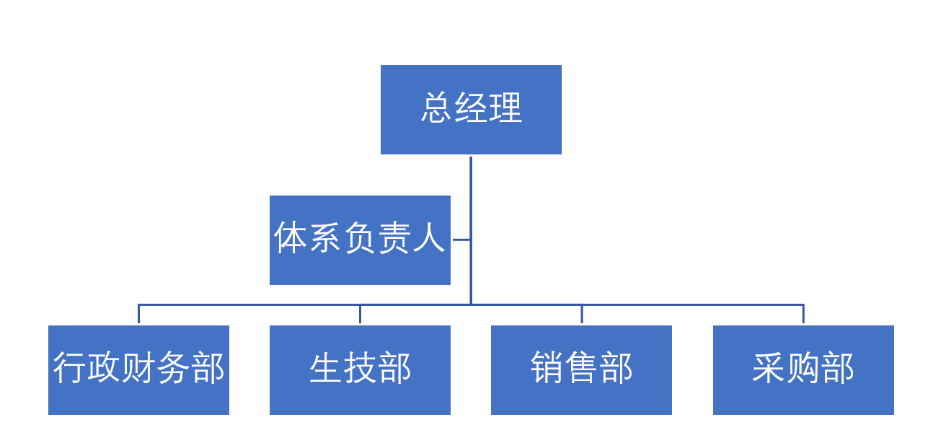 总经理
体系负责人
行政财务部
生技部
销售部
采购部